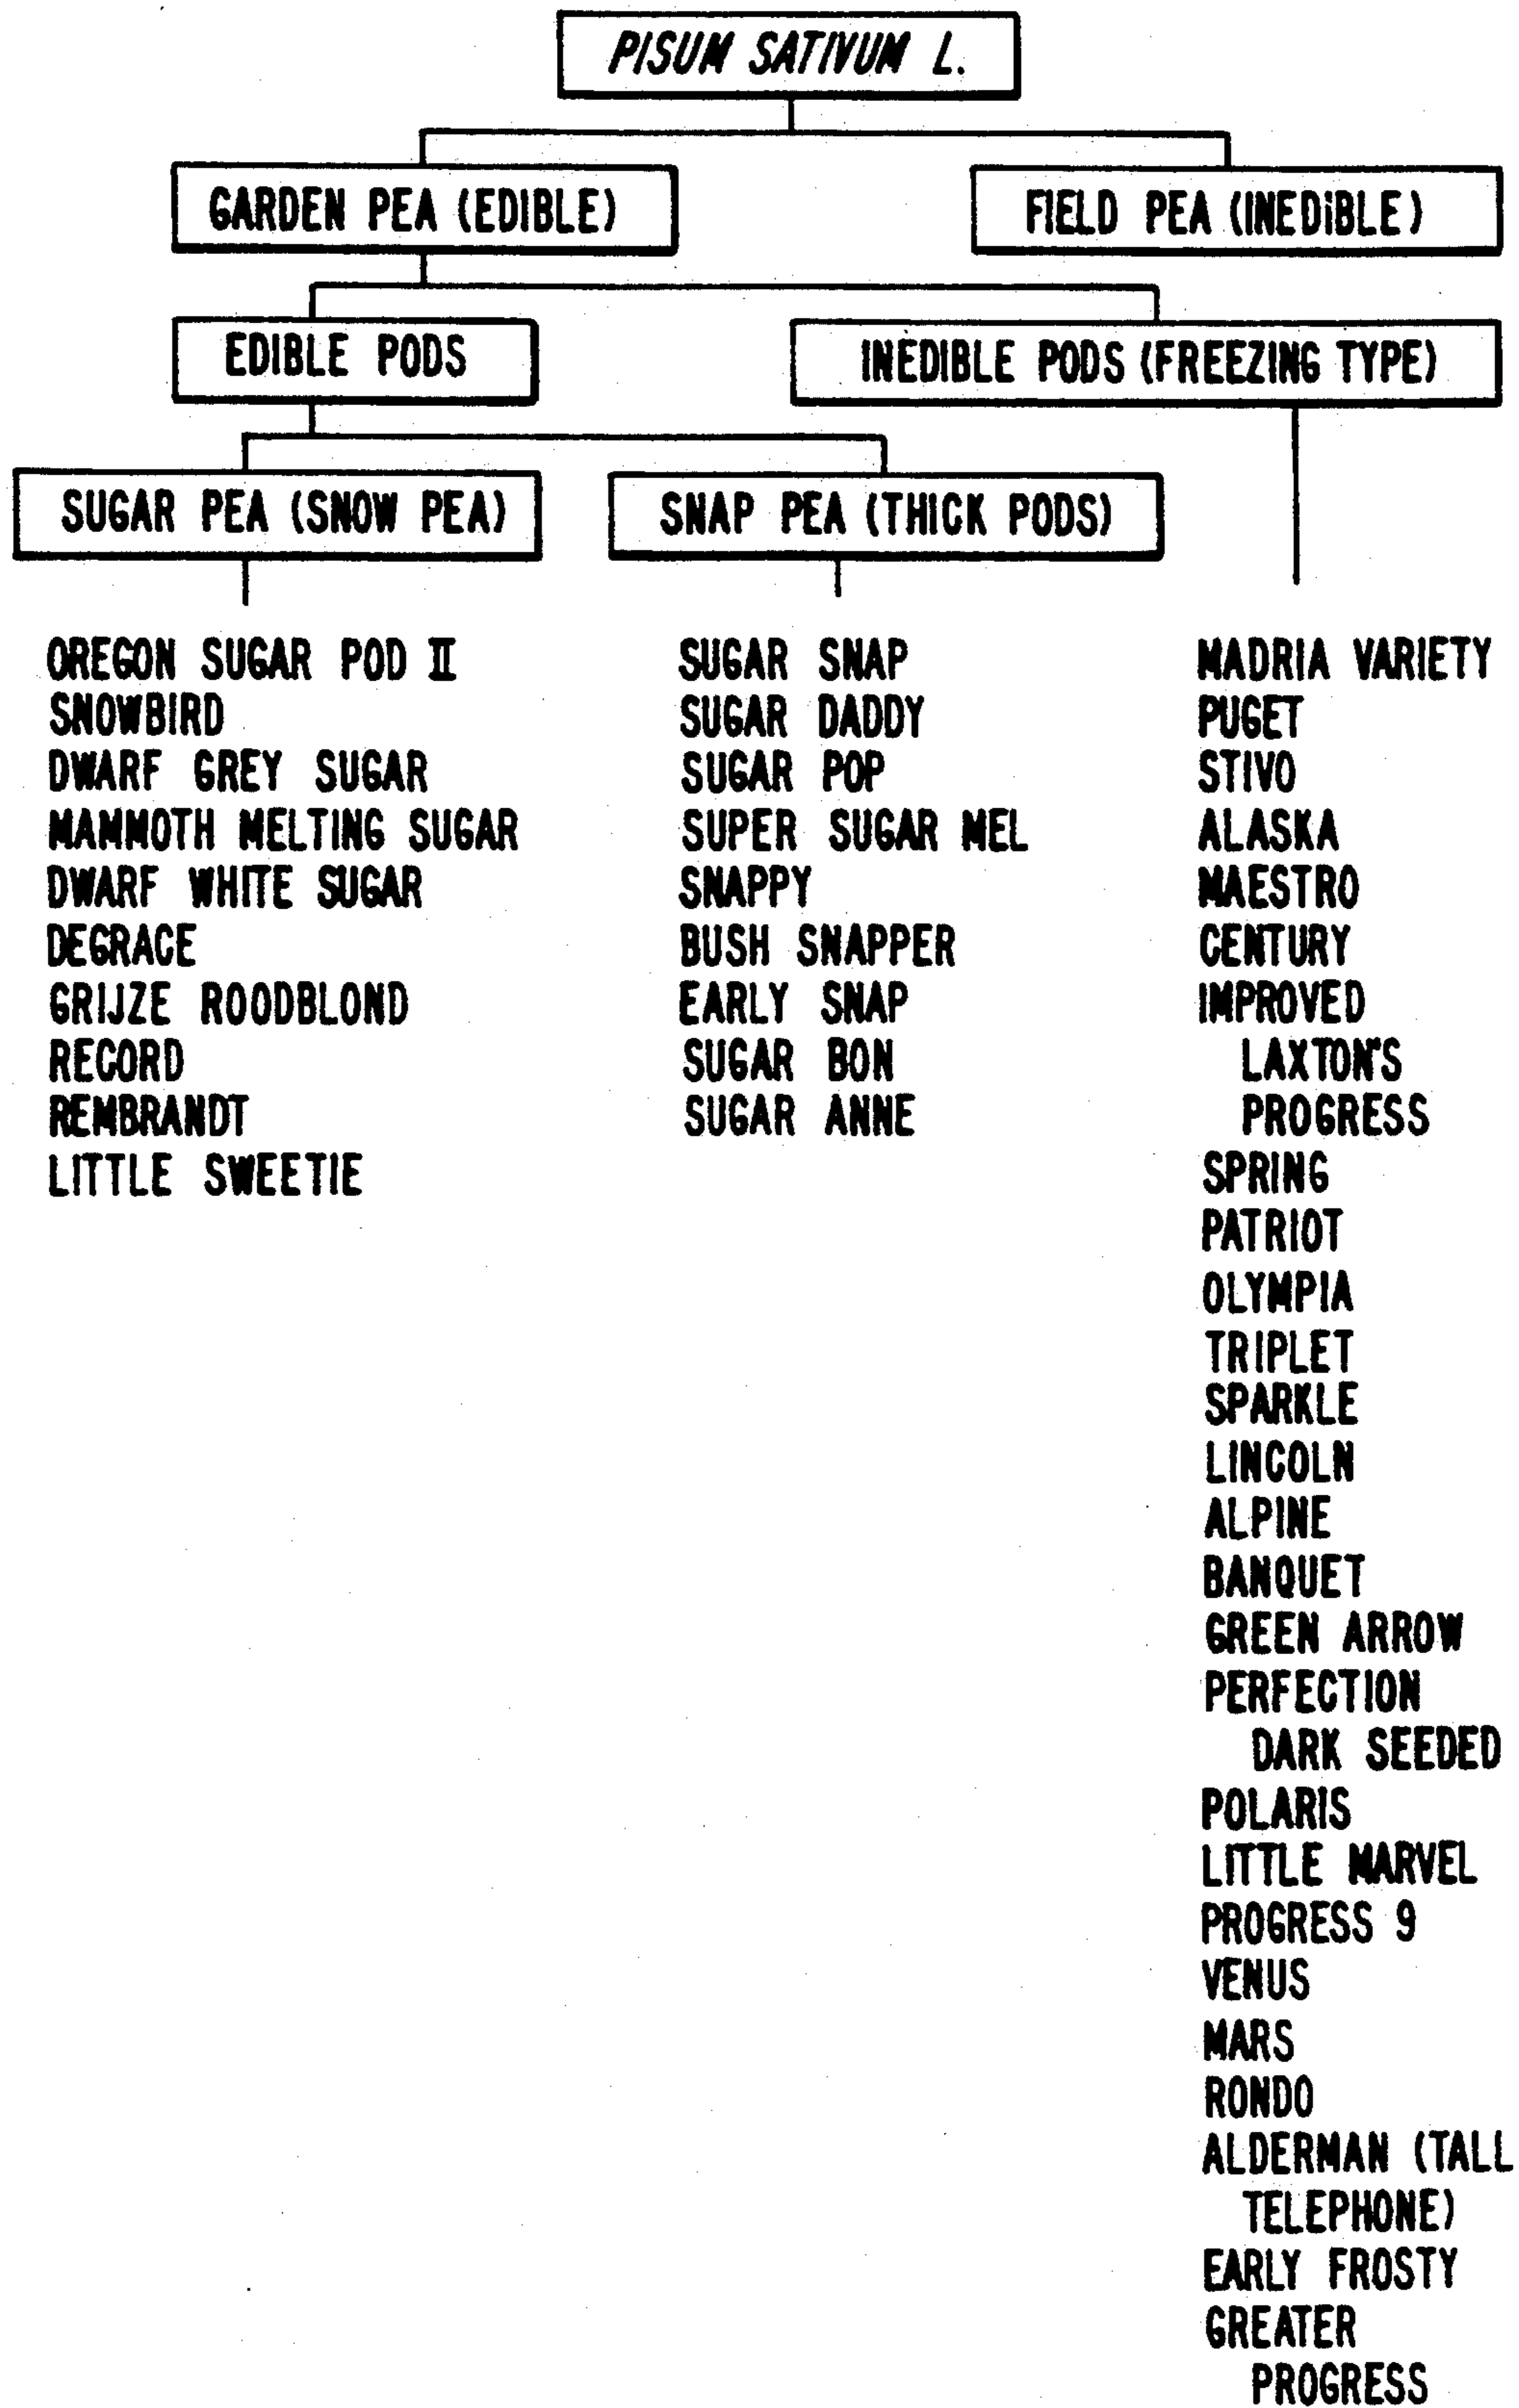 PISUM SATIVUM L.
GARDEN PEA (EDIBLE)
FIELD PEA (INEDIBLE)
EDIBLE PODS
INEDIBLE PODS (FREEZING TYPE)
SUGAR PEA (SNOW PEA)
SNAP PEA (THICK PODS)
OREGON SUGAR POD II
SNOWBIRD
DWARF GREY SUGAR
MAMMOTH MELTING SUGAR
DWARF WHITE SUGAR
DEGRACE
GRIJZE ROODBLOND
RECORD
REMBRANDT
LITTLE SWEETIE
SUGAR SNAP
SUGAR DADDY
SUGAR POP
SUPER SUGAR MEL
SNAPPY
BUSH SNAPPER
EARLY SNAP
SUGAR BON
SUGAR ANNE
MADRIA VARIETY
PUGET
STIVO
ALASKA
MAESTRO
CENTURY
IMPROVED
LAXTON'S
PROGRESS
SPRING
PATRIOT
OLYMPIA
TRIPLET
SPARKLE
LINCOLN
ALPINE
BANQUET
GREEN ARROW
PERFECTION
DARK SEEDED
POLARIS
LITTLE MARVEL
PROGRESS 9
VENUS
MARS
RONDO
ALDERMAN (TALL
TELEPHONE)
EARLY FROSTY
GREATER
PROGRESS